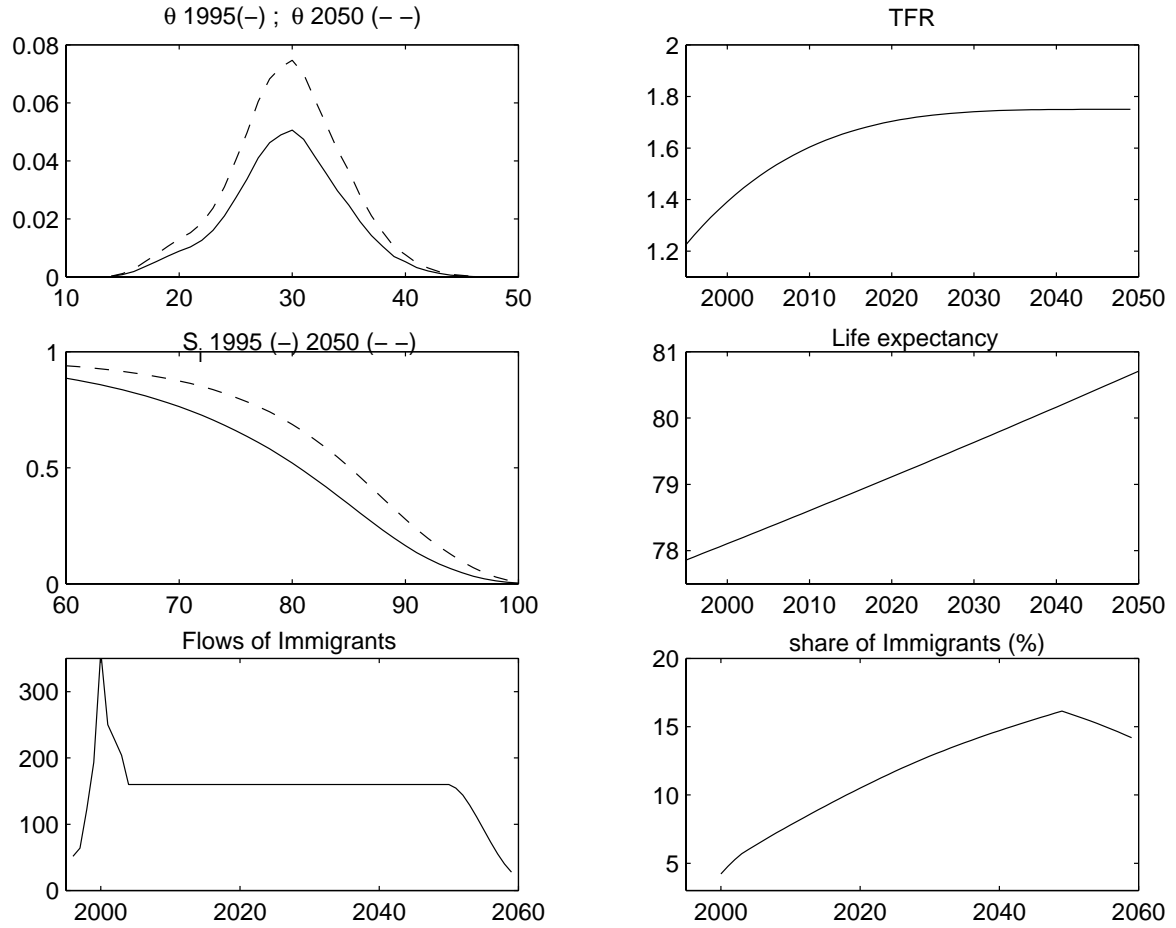 θ 1995(–) ; θ 2050 (– –)
0.08
0.06
0.04
0.02
0
10 20 30 40 50
TFR
2
1.8
1.6
1.4
1.2
2000 2010 2020 2030 2040 2050
S. 1995 (–) 2050 (– –)
1
0.5
0
60 70 80 90 100
Life expectancy
81
80
79
78
2000 2010 2020 2030 2040 2050
Flows of Immigrants
300
200
100
0
2000 2020 2040 2060
share of Immigrants (%)
20
15
10
5
2000 2020 2040 2060